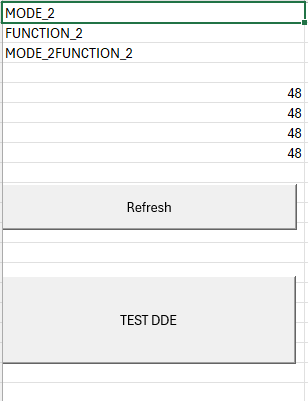 MODE_2
FUNCTION_2
MODE_2FUNCTION_2
48
48
48
48
Refresh
TEST DDE